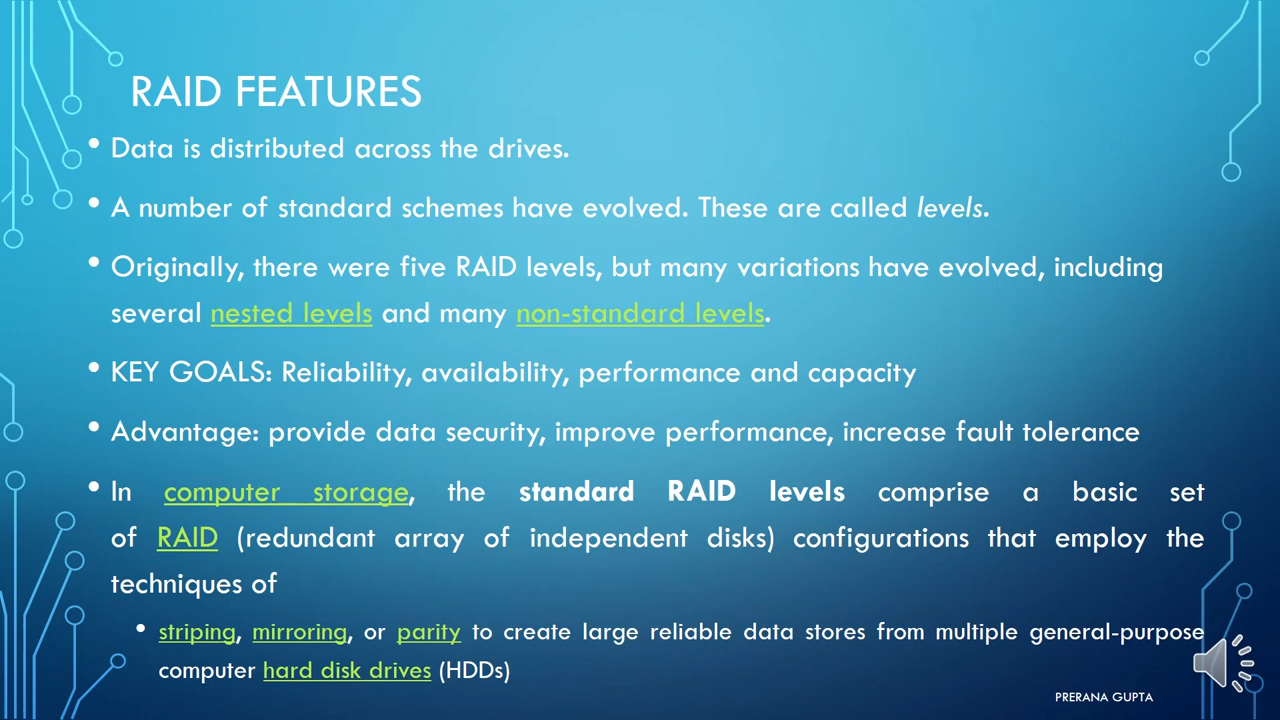 RAID FEATURES
• Data is distributed across the drives.
• A number of standard schemes have evolved. These are called levels.
• Originally, there were five RAID levels, but many variations have evolved, including
several nested levels and many non-standard levels.
• KEY GOALS: Reliability, availability, performance and capacity
• Advantage: provide data security, improve performance, increase fault tolerance
• In computer storage, the standard RAID levels comprise a basic set
of RAID (redundant array of independent disks) configurations that employ the
techniques of
• striping, mirroring, or parity to create large reliable data stores from multiple general-purpose
computer hard disk drives (HDDs)
PRERANA GUPTA